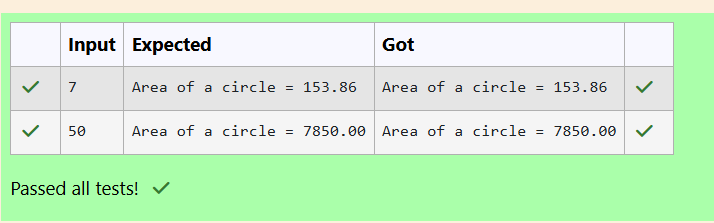 Input Expected Got
7 Area of a circle = 153.86 Area of a circle = 153.86
50 Area of a circle = 7850.00 Area of a circle = 7850.00
Passed all tests!